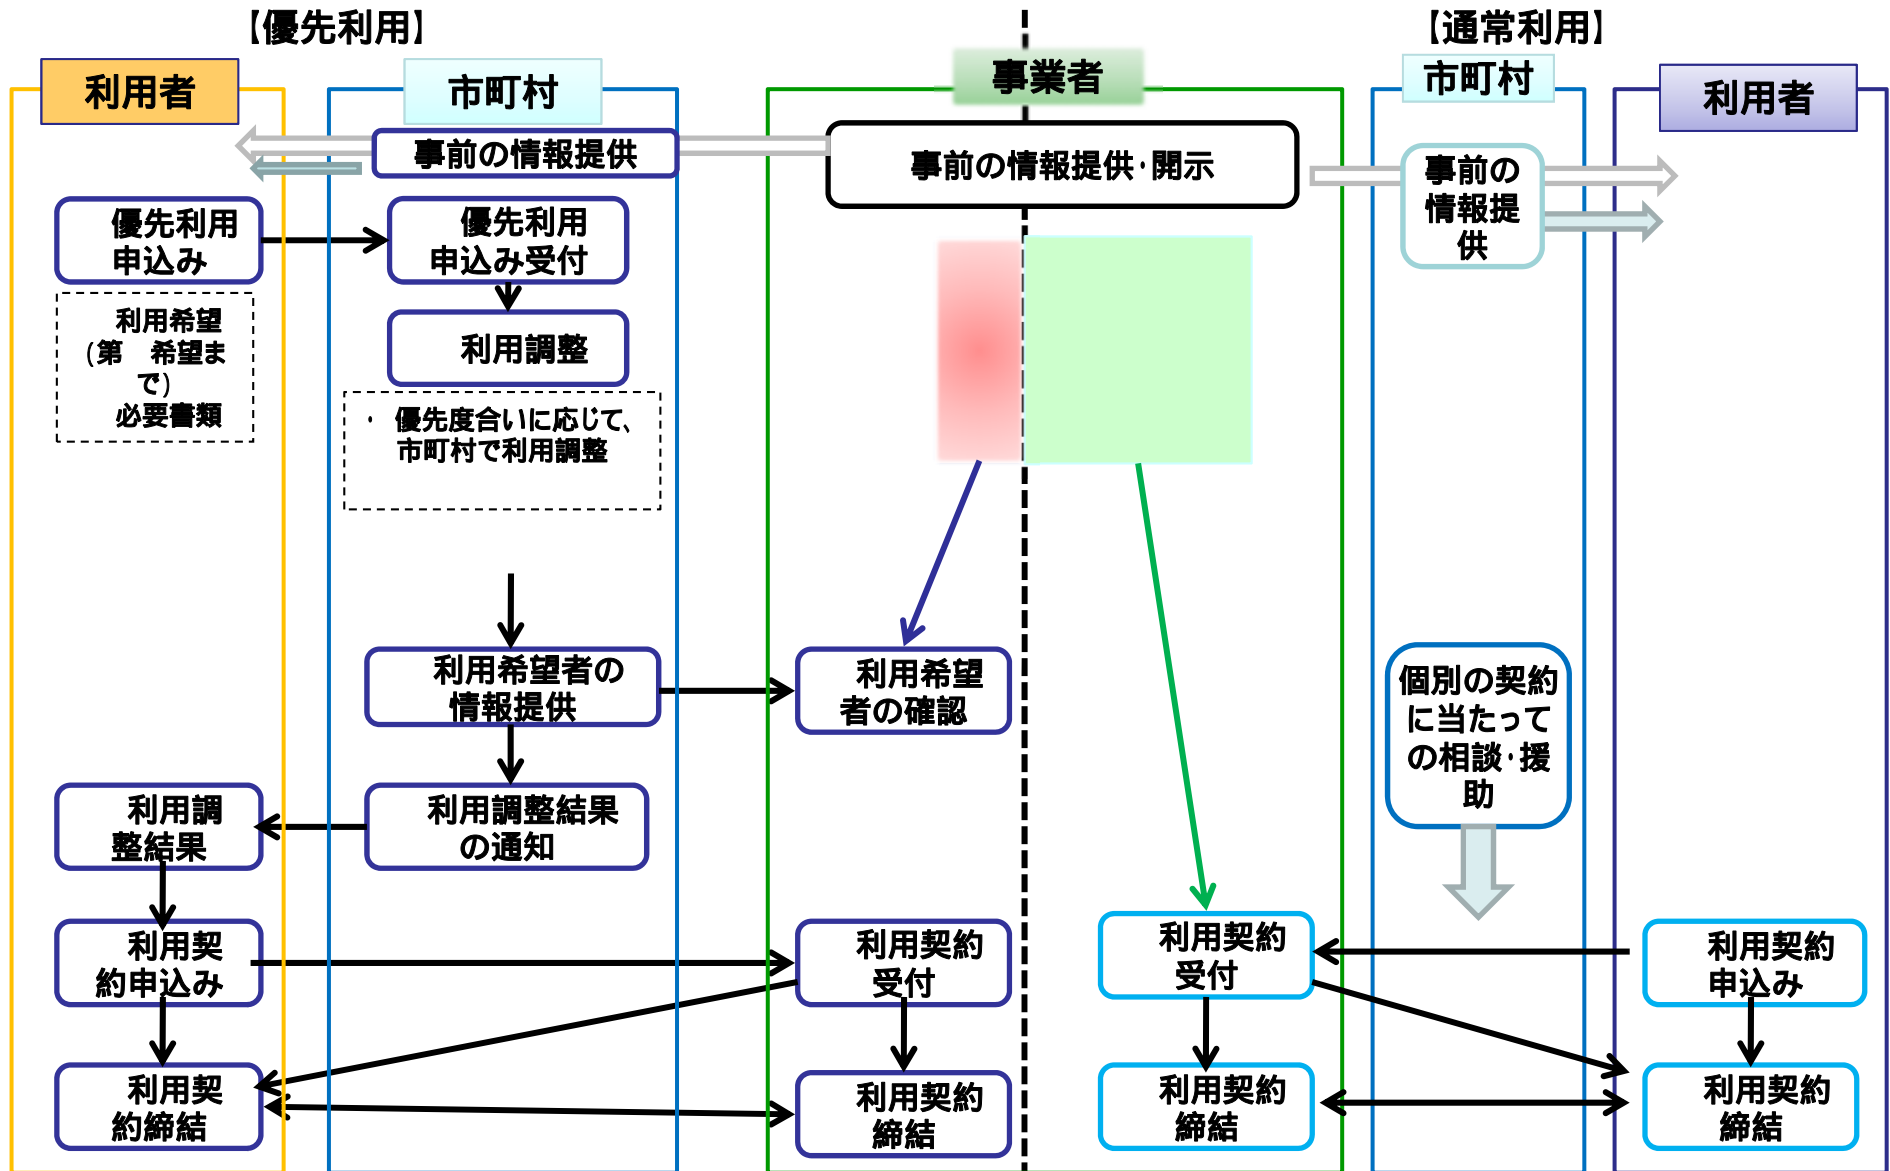 【優先利用】
【通常利用】
利用者
市町村
事業者
市町村
利用者
事前の情報提供
事前の情報提供・開示
事前の
情報提
供
優先利用
申込み
優先利用
申込み受付
利用希望
(第　希望ま
で)
必要書類
利用調整
・ 優先度合いに応じて、
市町村で利用調整
利用希望者の
情報提供
利用希望
者の確認
個別の契約
に当たって
の相談・援
助
利用調
整結果
利用調整結果
の通知
利用契
約申込み
利用契約
受付
利用契約
受付
利用契約
申込み
利用契
約締結
利用契約
締結
利用契約
締結
利用契約
締結